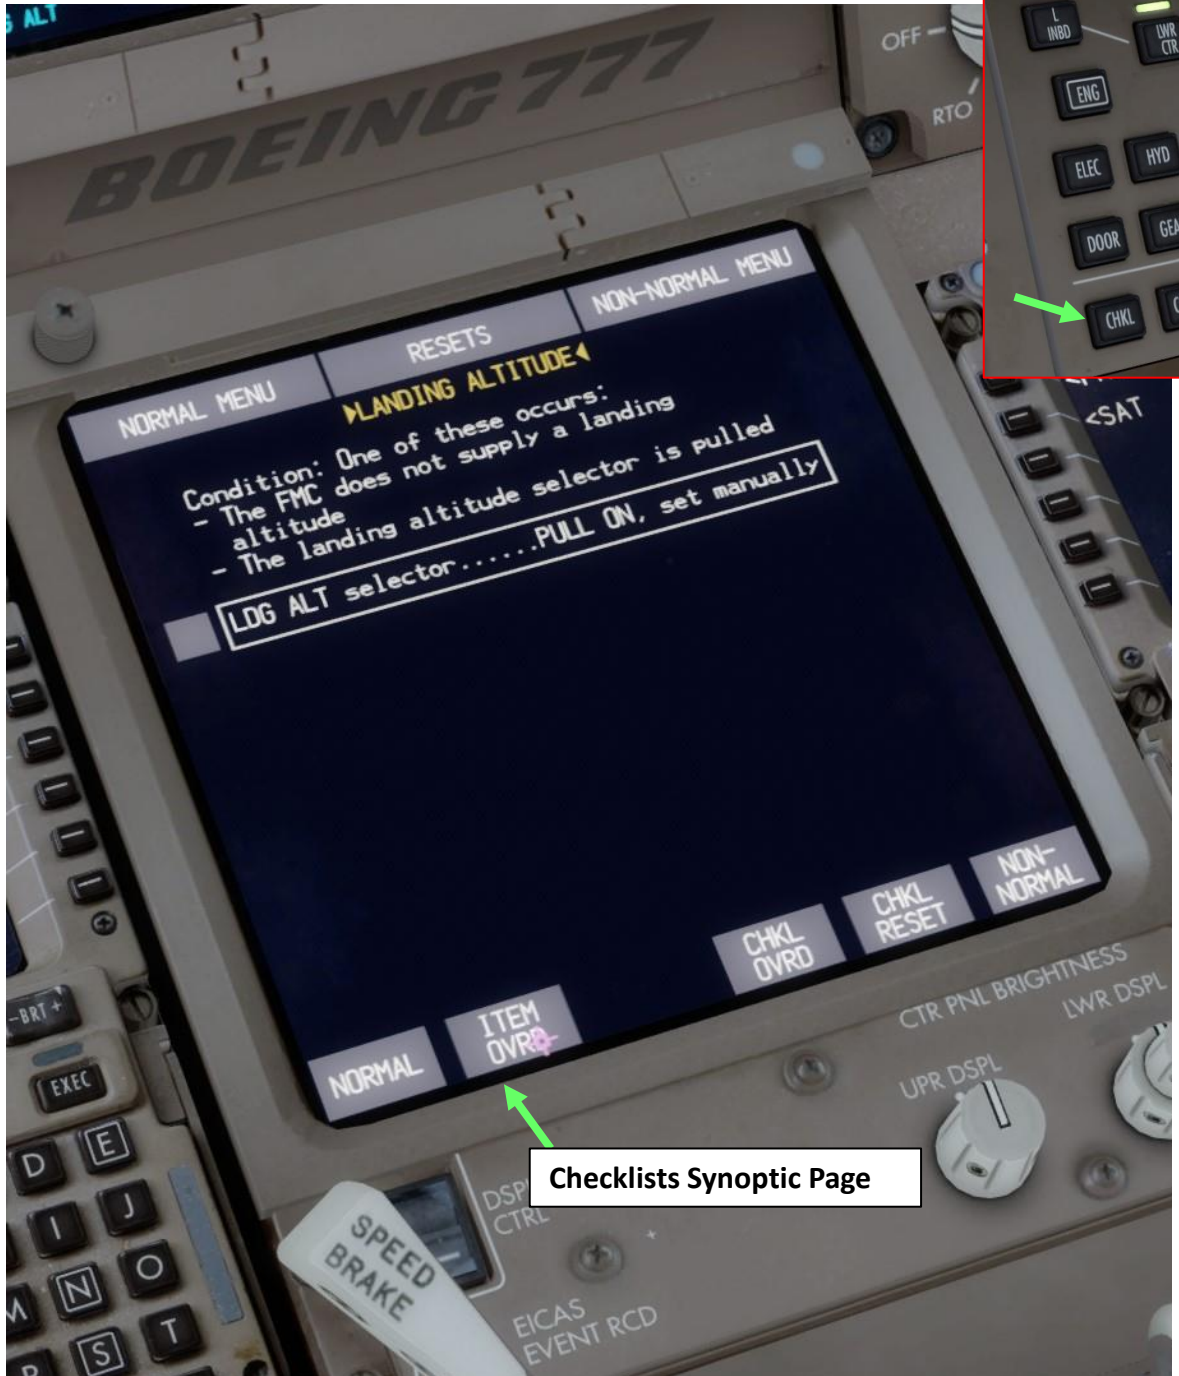 G ALT
BOEING 777
OFF
RTO
L
INBD
LWR
CTR
ENG
ELEC
HYD
DOOR
CHKL
<SAT
NORMAL MENU
RESETS
NON-NORMAL MENU
▶LANDING ALTITUDE◀
Condition: One of these occurs:
- The FMC does not supply a landing
altitude
- The landing altitude selector is pulled
LDG ALT selector......PULL ON, set manually
NORMAL
ITEM
OVRD
CHKL
OVRD
CHKL
RESET
NON-
NORMAL
Checklists Synoptic Page
CTR PNL BRIGHTNESS
UPR DSPL
LWR DSPL
-BRT+
EXEC
D
E
I
J
N
O
S
T
SPEED
BRAKE
CTRL
EICAS
EVENT RCD